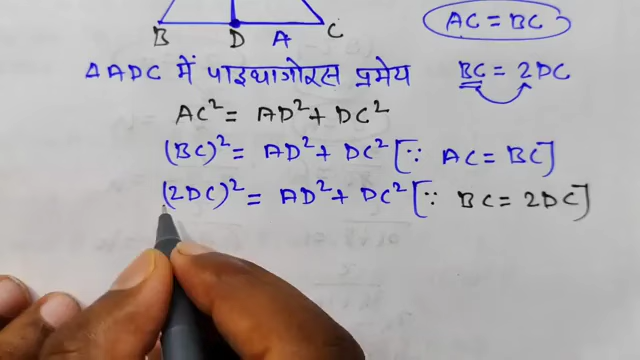 B D A C
AC = BC
ΔADC में पाइथागोरस प्रमेय
BC = 2DC
AC² = AD² + DC²
(BC)² = AD² + DC² [∵ AC = BC]
(2DC)² = AD² + DC² [∵ BC = 2DC]